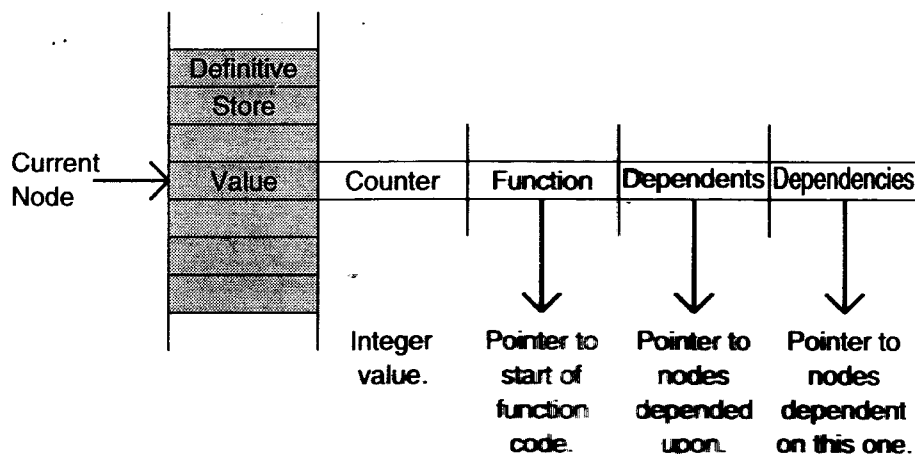 Definitive
Store
Current
Node
Value
Counter
Function
Dependents
Dependencies
Integer
value.
Pointer to
start of
function
code.
Pointer to
nodes
depended
upon.
Pointer to
nodes
dependent
on this one.